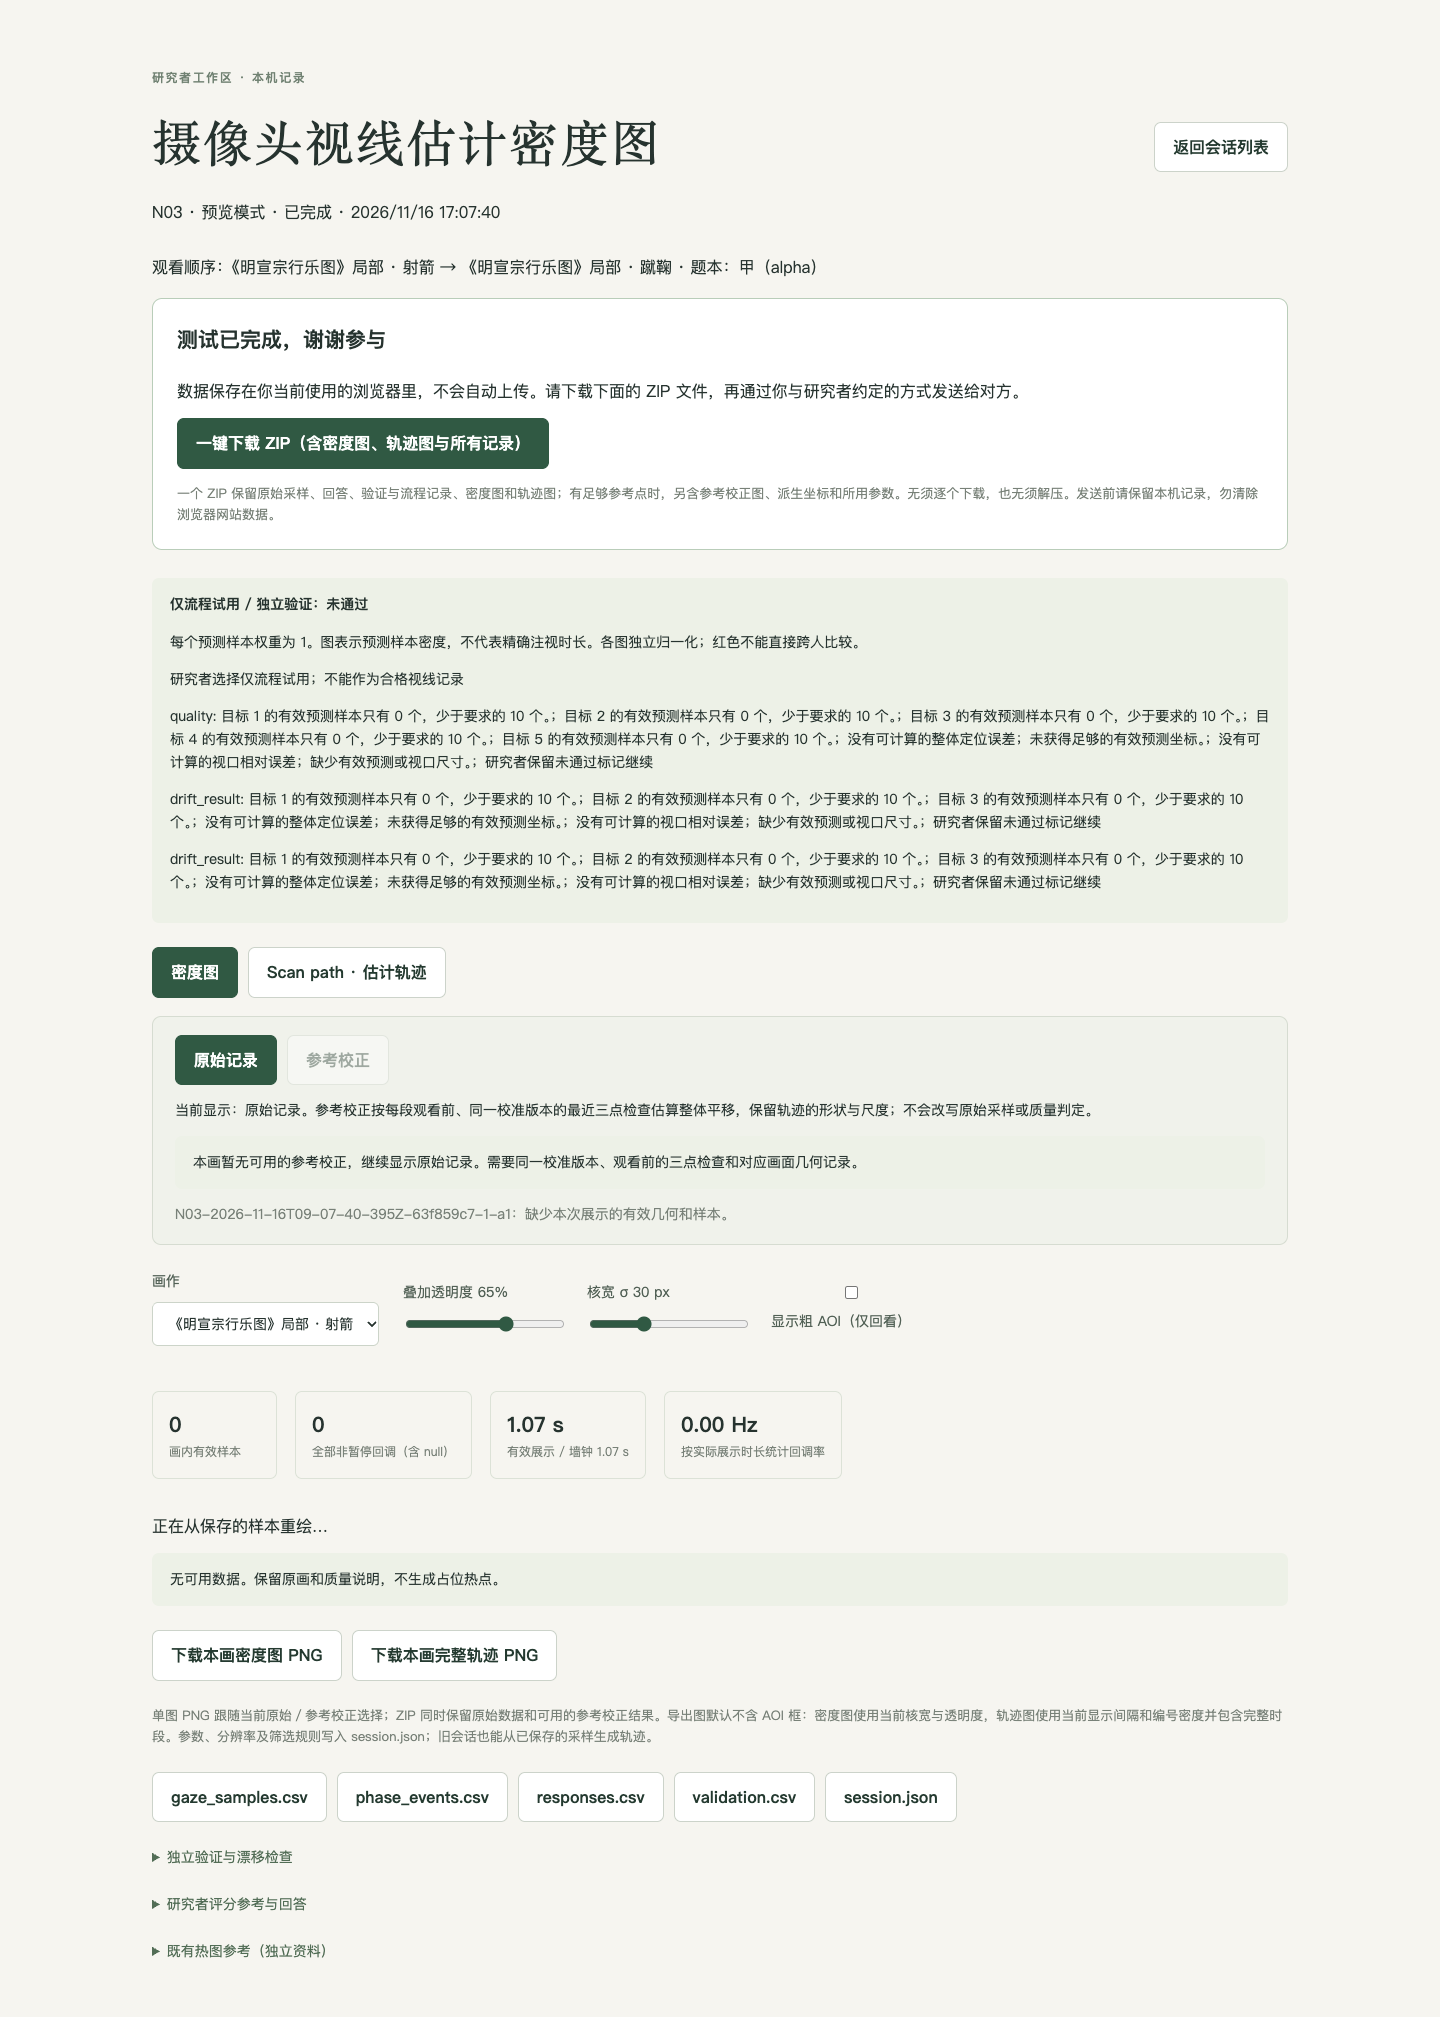 研究者工作区 · 本机记录
摄像头视线估计密度图
返回会话列表
N03 · 预览模式 · 已完成 · 2026/11/16 17:07:40
观看顺序：《明宣宗行乐图》局部 · 射箭 → 《明宣宗行乐图》局部 · 蹴鞠 · 题本：甲（alpha）
测试已完成，谢谢参与
数据保存在你当前使用的浏览器里，不会自动上传。请下载下面的 ZIP 文件，再通过你与研究者约定的方式发送给对方。
一键下载 ZIP（含密度图、轨迹图与所有记录）
一个 ZIP 保留原始采样、回答、验证与流程记录、密度图和轨迹图；有足够参考点时，另含参考校正图、派生坐标和所用参数。无须逐个下载，也无须解压。发送前请保留本机记录，勿清除
浏览器网站数据。
仅流程试用 / 独立验证：未通过
每个预测样本权重为 1。图表示预测样本密度，不代表精确注视时长。各图独立归一化；红色不能直接跨人比较。
研究者选择仅流程试用；不能作为合格视线记录
quality: 目标 1 的有效预测样本只有 0 个，少于要求的 10 个。；目标 2 的有效预测样本只有 0 个，少于要求的 10 个。；目标 3 的有效预测样本只有 0 个，少于要求的 10 个。；目
标 4 的有效预测样本只有 0 个，少于要求的 10 个。；目标 5 的有效预测样本只有 0 个，少于要求的 10 个。；没有可计算的整体定位误差；未获得足够的有效预测坐标。；没有可
计算的视口相对误差；缺少有效预测或视口尺寸。；研究者保留未通过标记继续
drift_result: 目标 1 的有效预测样本只有 0 个，少于要求的 10 个。；目标 2 的有效预测样本只有 0 个，少于要求的 10 个。；目标 3 的有效预测样本只有 0 个，少于要求的 10
个。；没有可计算的整体定位误差；未获得足够的有效预测坐标。；没有可计算的视口相对误差；缺少有效预测或视口尺寸。；研究者保留未通过标记继续
drift_result: 目标 1 的有效预测样本只有 0 个，少于要求的 10 个。；目标 2 的有效预测样本只有 0 个，少于要求的 10 个。；目标 3 的有效预测样本只有 0 个，少于要求的 10
个。；没有可计算的整体定位误差；未获得足够的有效预测坐标。；没有可计算的视口相对误差；缺少有效预测或视口尺寸。；研究者保留未通过标记继续
密度图
Scan path · 估计轨迹
原始记录
参考校正
当前显示：原始记录。参考校正按每段观看前、同一校准版本的最近三点检查估算整体平移，保留轨迹的形状与尺度；不会改写原始采样或质量判定。
本画暂无可用的参考校正，继续显示原始记录。需要同一校准版本、观看前的三点检查和对应画面几何记录。
N03-2026-11-16T09-07-40-395Z-63f859c7-1-a1：缺少本次展示的有效几何和样本。
画作
《明宣宗行乐图》局部 · 射箭
叠加透明度 65%
核宽 σ 30 px
显示粗 AOI（仅回看）
0
画内有效样本
0
全部非暂停回调（含 null）
1.07 s
有效展示 / 墙钟 1.07 s
0.00 Hz
按实际展示时长统计回调率
正在从保存的样本重绘…
无可用数据。保留原画和质量说明，不生成占位热点。
下载本画密度图 PNG
下载本画完整轨迹 PNG
单图 PNG 跟随当前原始 / 参考校正选择；ZIP 同时保留原始数据和可用的参考校正结果。导出图默认不含 AOI 框：密度图使用当前核宽与透明度，轨迹图使用当前显示间隔和编号密度并包含完整时
段。参数、分辨率及筛选规则写入 session.json；旧会话也能从已保存的采样生成轨迹。
gaze_samples.csv
phase_events.csv
responses.csv
validation.csv
session.json
独立验证与漂移检查
研究者评分参考与回答
既有热图参考（独立资料）